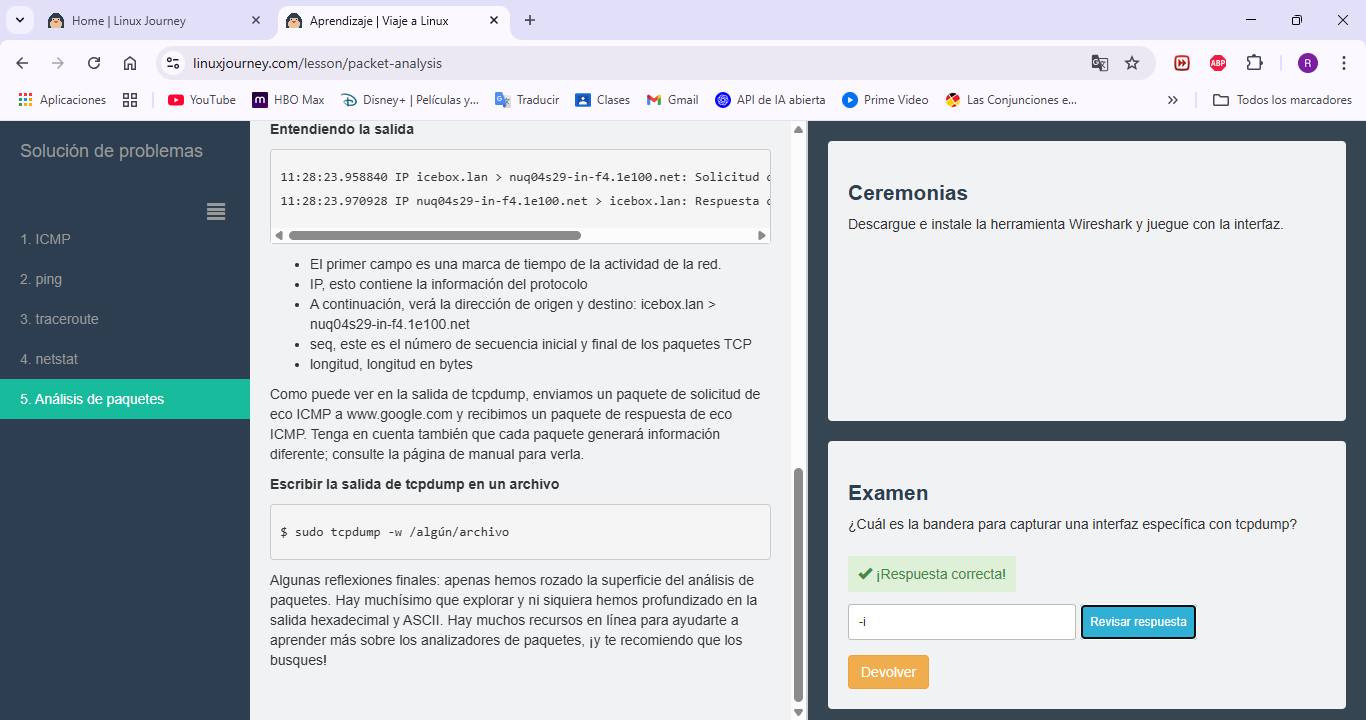 Home | Linux Journey
Aprendizaje | Viaje a Linux
linuxjourney.com/lesson/packet-analysis
ABP
R
Aplicaciones
YouTube
m
HBO Max
Disney+ | Películas y...
Traducir
Clases
Gmail
API de IA abierta
Prime Video
Las Conjunciones e...
»
Todos los marcadores
Solución de problemas
1. ICMP
2. ping
3. traceroute
4. netstat
5. Análisis de paquetes
Entendiendo la salida
11:28:23.958840 IP icebox.lan > nuq04s29-in-f4.1e100.net: Solicitud
11:28:23.970928 IP nuq04s29-in-f4.1e100.net > icebox.lan: Respuesta
• El primer campo es una marca de tiempo de la actividad de la red.
• IP, esto contiene la información del protocolo
• A continuación, verá la dirección de origen y destino: icebox.lan >
nuq04s29-in-f4.1e100.net
• seq, este es el número de secuencia inicial y final de los paquetes TCP
• longitud, longitud en bytes
Como puede ver en la salida de tcpdump, enviamos un paquete de solicitud de
eco ICMP a www.google.com y recibimos un paquete de respuesta de eco
ICMP. Tenga en cuenta también que cada paquete generará información
diferente; consulte la página de manual para verla.
Escribir la salida de tcpdump en un archivo
$ sudo tcpdump -w /algún/archivo
Algunas reflexiones finales: apenas hemos rozado la superficie del análisis de
paquetes. Hay muchísimo que explorar y ni siquiera hemos profundizado en la
salida hexadecimal y ASCII. Hay muchos recursos en línea para ayudarte a
aprender más sobre los analizadores de paquetes, ¡y te recomiendo que los
busques!
Ceremonias
Descargue e instale la herramienta Wireshark y juegue con la interfaz.
Examen
¿Cuál es la bandera para capturar una interfaz específica con tcpdump?
¡Respuesta correcta!
-i
Revisar respuesta
Devolver